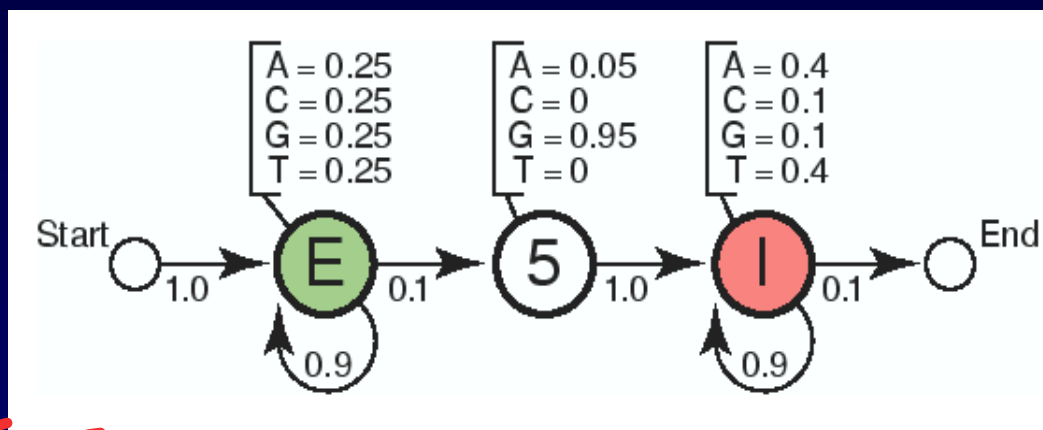 A = 0.25
C = 0.25
G = 0.25
T = 0.25
A = 0.05
C = 0
G = 0.95
T = 0
A = 0.4
C = 0.1
G = 0.1
T = 0.4
Start
E
5
I
End
1.0
0.1
1.0
0.1
0.9
0.9